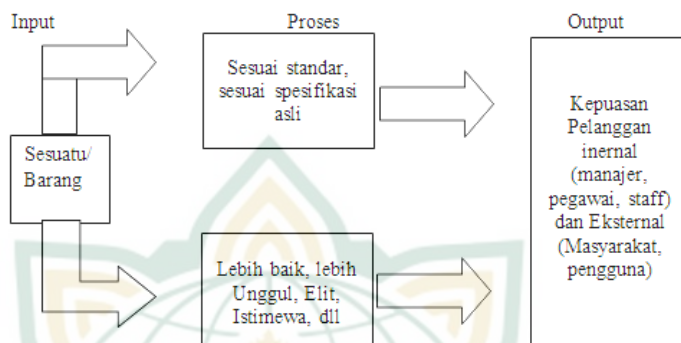 Input
Proses
Output
Sesuatu/
Barang
Sesuai standar,
sesuai spesifikasi
asli
Lebih baik, lebih
Unggul, Elit,
Istimewa, dll
Kepuasan
Pelanggan
inernal
(manajer,
pegawai, staff)
dan Eksternal
(Masyarakat,
pengguna)